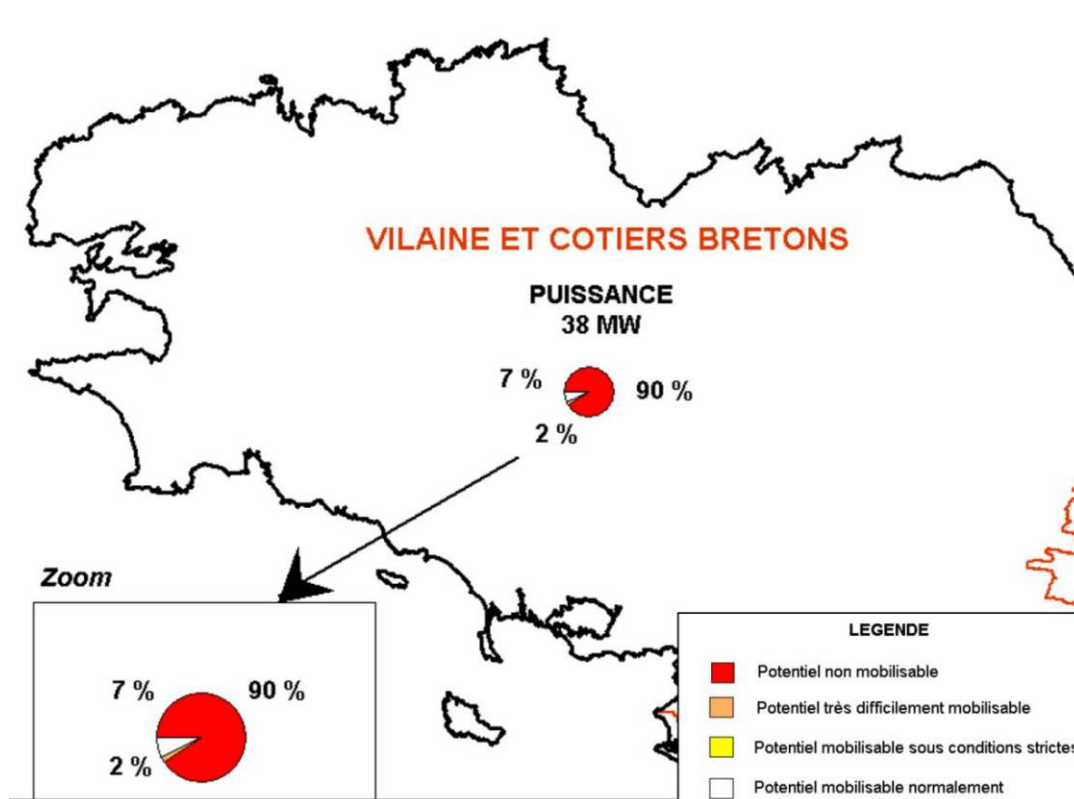 VILAINE ET COTIERS BRETONS
PUISSANCE
38 MW
7 %
90 %
2 %
Zoom
7 %
90 %
2 %
LEGENDE
Potentiel non mobilisable
Potentiel très difficilement mobilisable
Potentiel mobilisable sous conditions strictes
Potentiel mobilisable normalement